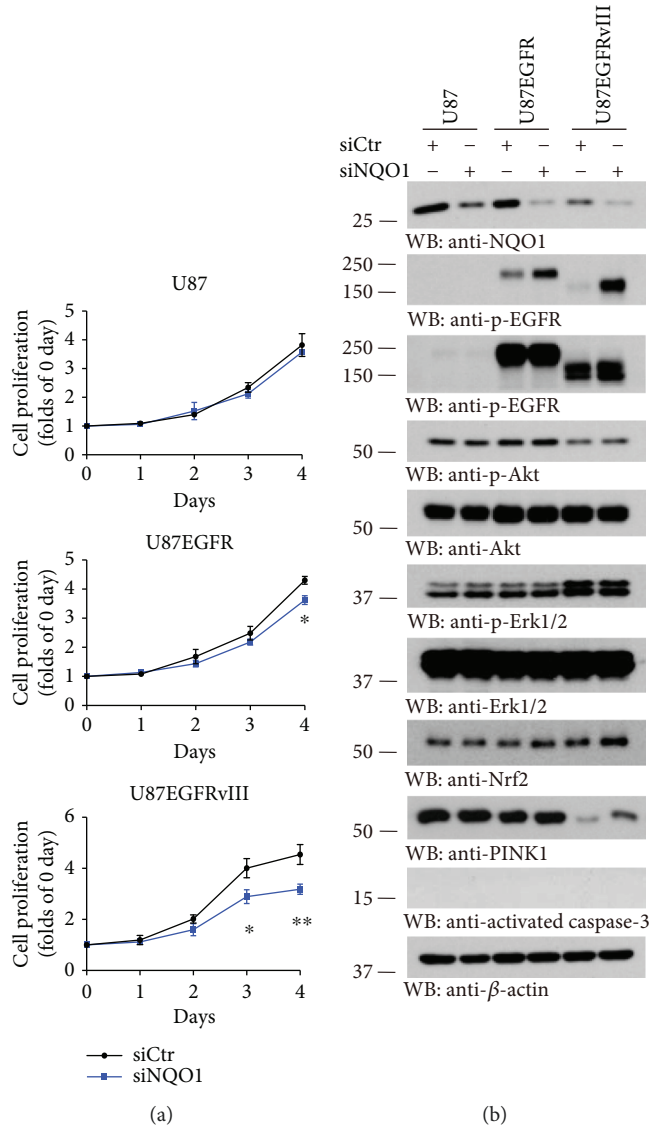 U87
Cell proliferation
(folds of 0 day)
5
4
3
2
1
0
1
2
3
4
Days
U87EGFR
Cell proliferation
(folds of 0 day)
5
4
3
2
1
0
1
2
3
4
*
Days
U87EGFRvIII
Cell proliferation
(folds of 0 day)
6
4
2
0
0
1
2
3
4
*
**
Days
siCtr
siNQO1
(a)
U87
U87EGFR
U87EGFRvIII
siCtr + − + − + −
siNQO1 − + − + − +
25
WB: anti-NQO1
250
150
WB: anti-p-EGFR
250
150
WB: anti-p-EGFR
50
WB: anti-p-Akt
50
WB: anti-Akt
37
WB: anti-p-Erk1/2
37
WB: anti-Erk1/2
50
WB: anti-Nrf2
50
WB: anti-PINK1
15
WB: anti-activated caspase-3
37
WB: anti-β-actin
(b)